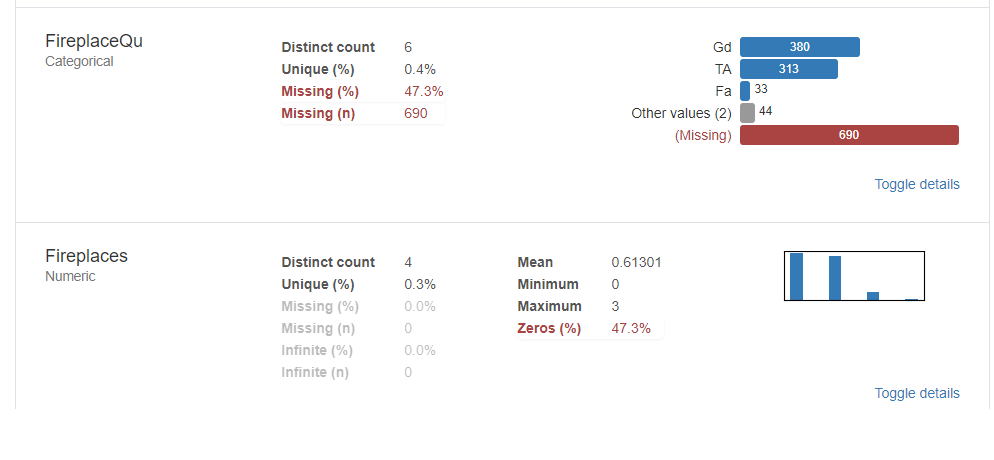 FireplaceQu
Categorical
Distinct count 6
Unique (%) 0.4%
Missing (%) 47.3%
Missing (n) 690
Gd 380
TA 313
Fa 33
Other values (2) 44
(Missing) 690
Toggle details
Fireplaces
Numeric
Distinct count 4
Unique (%) 0.3%
Missing (%) 0.0%
Missing (n) 0
Infinite (%) 0.0%
Infinite (n) 0
Mean 0.61301
Minimum 0
Maximum 3
Zeros (%) 47.3%
Toggle details